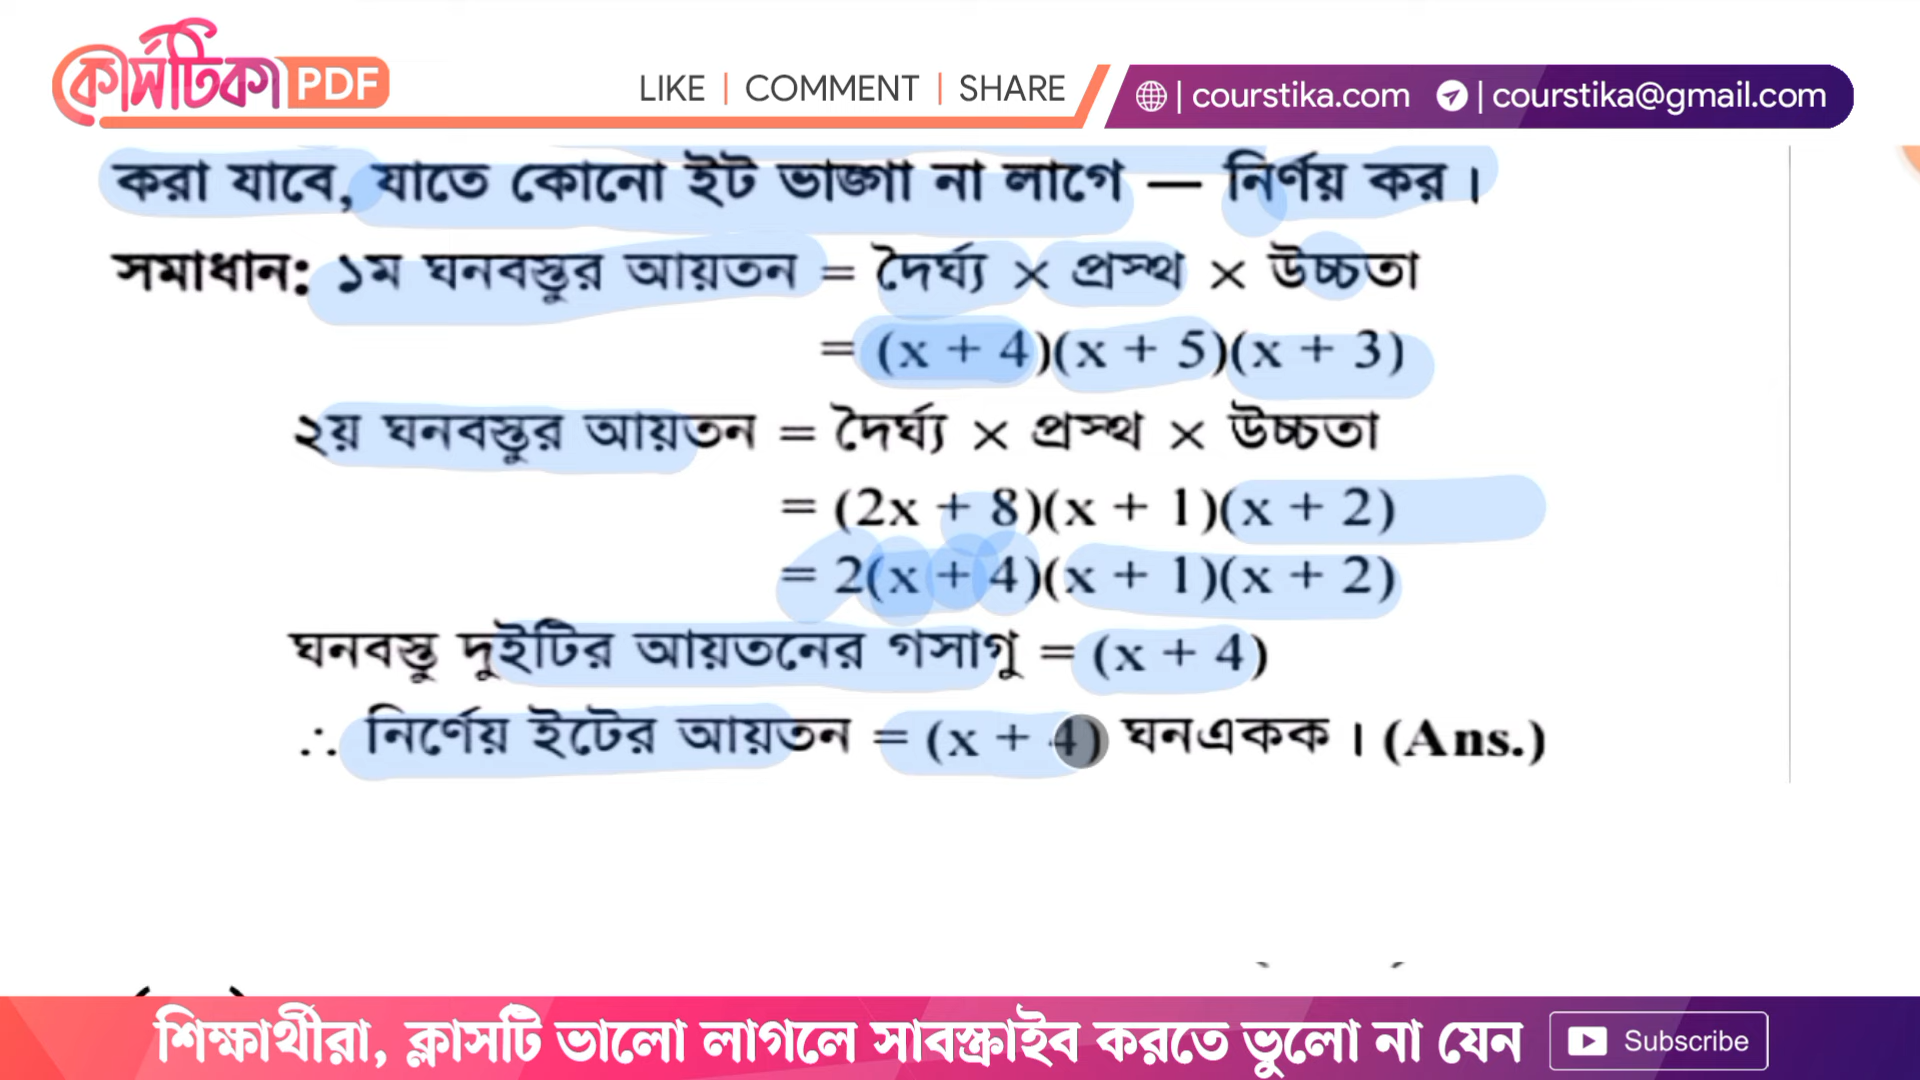 কোর্সটিকা PDF
LIKE | COMMENT | SHARE
| courstika.com | courstika@gmail.com
করা যাবে, যাতে কোনো ইট ভাঙ্গা না লাগে — নির্ণয় কর।
সমাধান: ১ম ঘনবস্তুর আয়তন = দৈর্ঘ্য × প্রস্থ × উচ্চতা
= (x + 4)(x + 5)(x + 3)
২য় ঘনবস্তুর আয়তন = দৈর্ঘ্য × প্রস্থ × উচ্চতা
= (2x + 8)(x + 1)(x + 2)
= 2(x + 4)(x + 1)(x + 2)
ঘনবস্তু দুইটির আয়তনের গসাগু = (x + 4)
∴ নির্ণেয় ইটের আয়তন = (x + 4) ঘনএকক। (Ans.)
শিক্ষার্থীরা, ক্লাসটি ভালো লাগলে সাবস্ক্রাইব করতে ভুলো না যেন
Subscribe